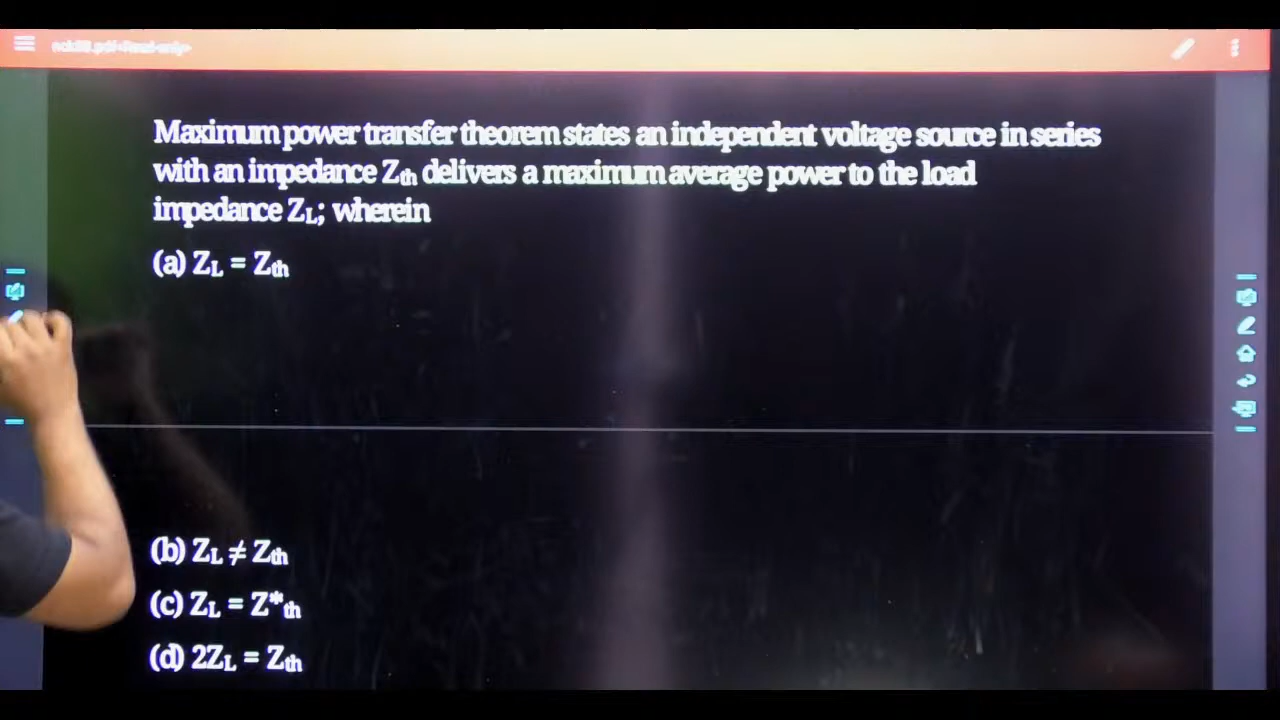 Maximum power transfer theorem states an independent voltage source in series
with an impedance Zth delivers a maximum average power to the load
impedance ZL; wherein
(a) ZL = Zth
(b) ZL ≠ Zth
(c) ZL = Z*th
(d) 2ZL = Zth